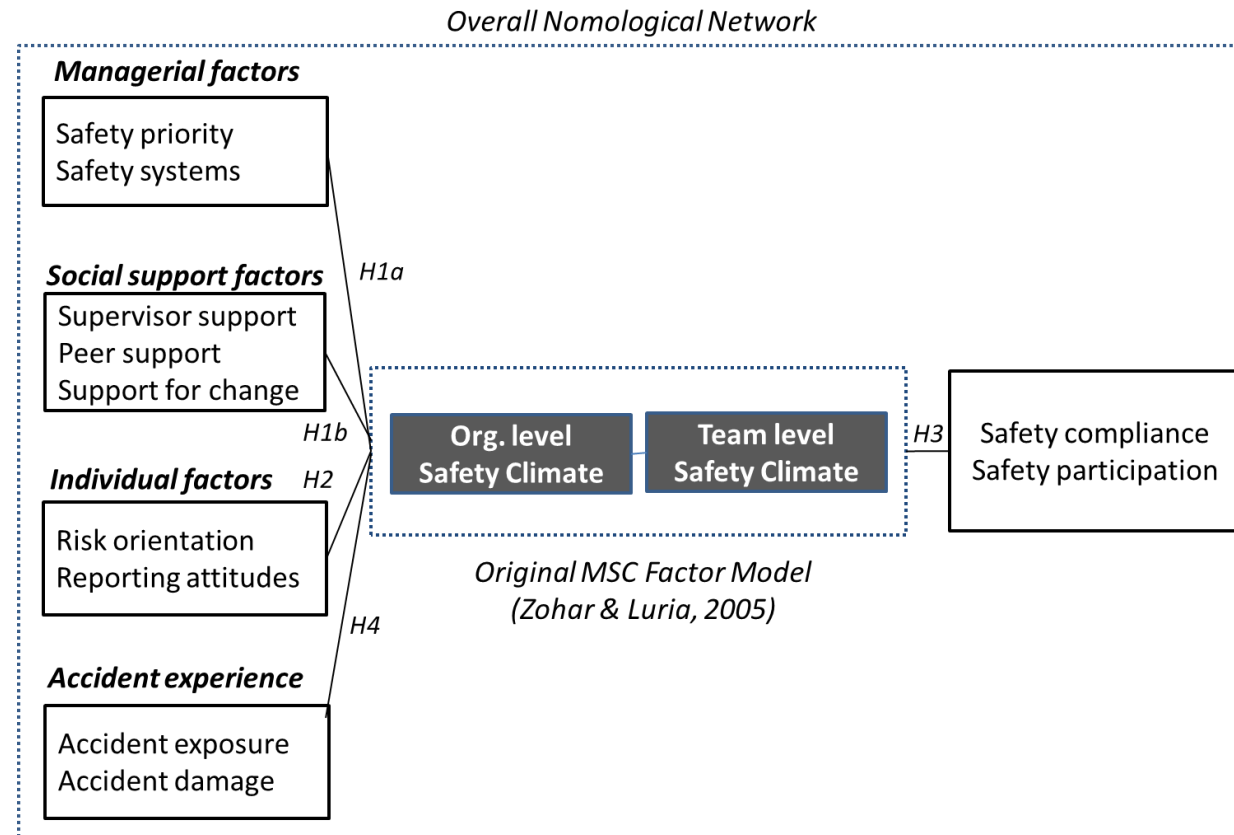 Overall Nomological Network
Managerial factors
Safety priority
Safety systems
H1a
Social support factors
Supervisor support
Peer support
Support for change
H1b
Individual factors
H2
Risk orientation
Reporting attitudes
H4
Accident experience
Accident exposure
Accident damage
Org. level
Safety Climate
Team level
Safety Climate
Original MSC Factor Model
(Zohar & Luria, 2005)
H3
Safety compliance
Safety participation